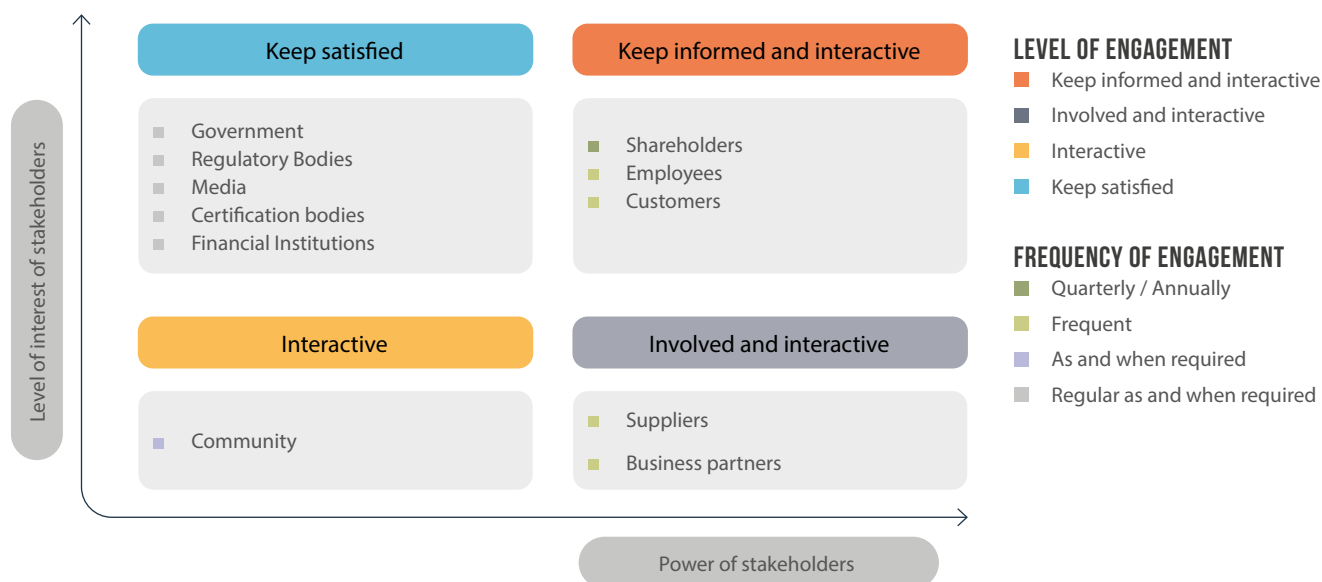 Level of interest of stakeholders
Keep satisfied
Government
Regulatory Bodies
Media
Certification bodies
Financial Institutions
Keep informed and interactive
Shareholders
Employees
Customers
Interactive
Community
Involved and interactive
Suppliers
Business partners
Power of stakeholders
LEVEL OF ENGAGEMENT
Keep informed and interactive
Involved and interactive
Interactive
Keep satisfied
FREQUENCY OF ENGAGEMENT
Quarterly / Annually
Frequent
As and when required
Regular as and when required